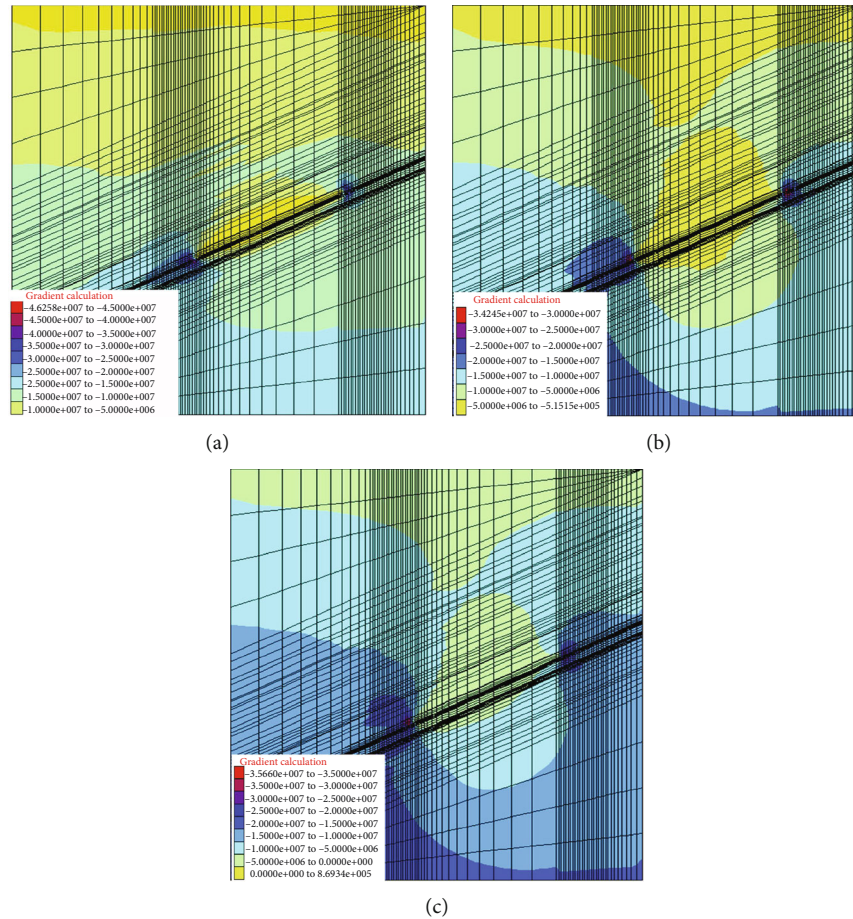 Gradient calculation
−4.6258e+007 to −4.5000e+007
−4.5000e+007 to −4.0000e+007
−4.0000e+007 to −3.5000e+007
−3.5000e+007 to −3.0000e+007
−3.0000e+007 to −2.5000e+007
−2.5000e+007 to −2.0000e+007
−2.5000e+007 to −1.5000e+007
−1.5000e+007 to −1.0000e+007
−1.0000e+007 to −5.0000e+006
(a)
Gradient calculation
−3.4245e+007 to −3.0000e+007
−3.0000e+007 to −2.5000e+007
−2.5000e+007 to −2.0000e+007
−2.0000e+007 to −1.5000e+007
−1.5000e+007 to −1.0000e+007
−1.0000e+007 to −5.0000e+006
−5.0000e+006 to −5.1515e+005
(b)
Gradient calculation
−3.5660e+007 to −3.5000e+007
−3.5000e+007 to −3.0000e+007
−3.0000e+007 to −2.5000e+007
−2.5000e+007 to −2.0000e+007
−2.0000e+007 to −1.5000e+007
−1.5000e+007 to −1.0000e+007
−1.0000e+007 to −5.0000e+006
−5.0000e+006 to 0.0000e+000
0.0000e+000 to 8.6934e+005
(c)